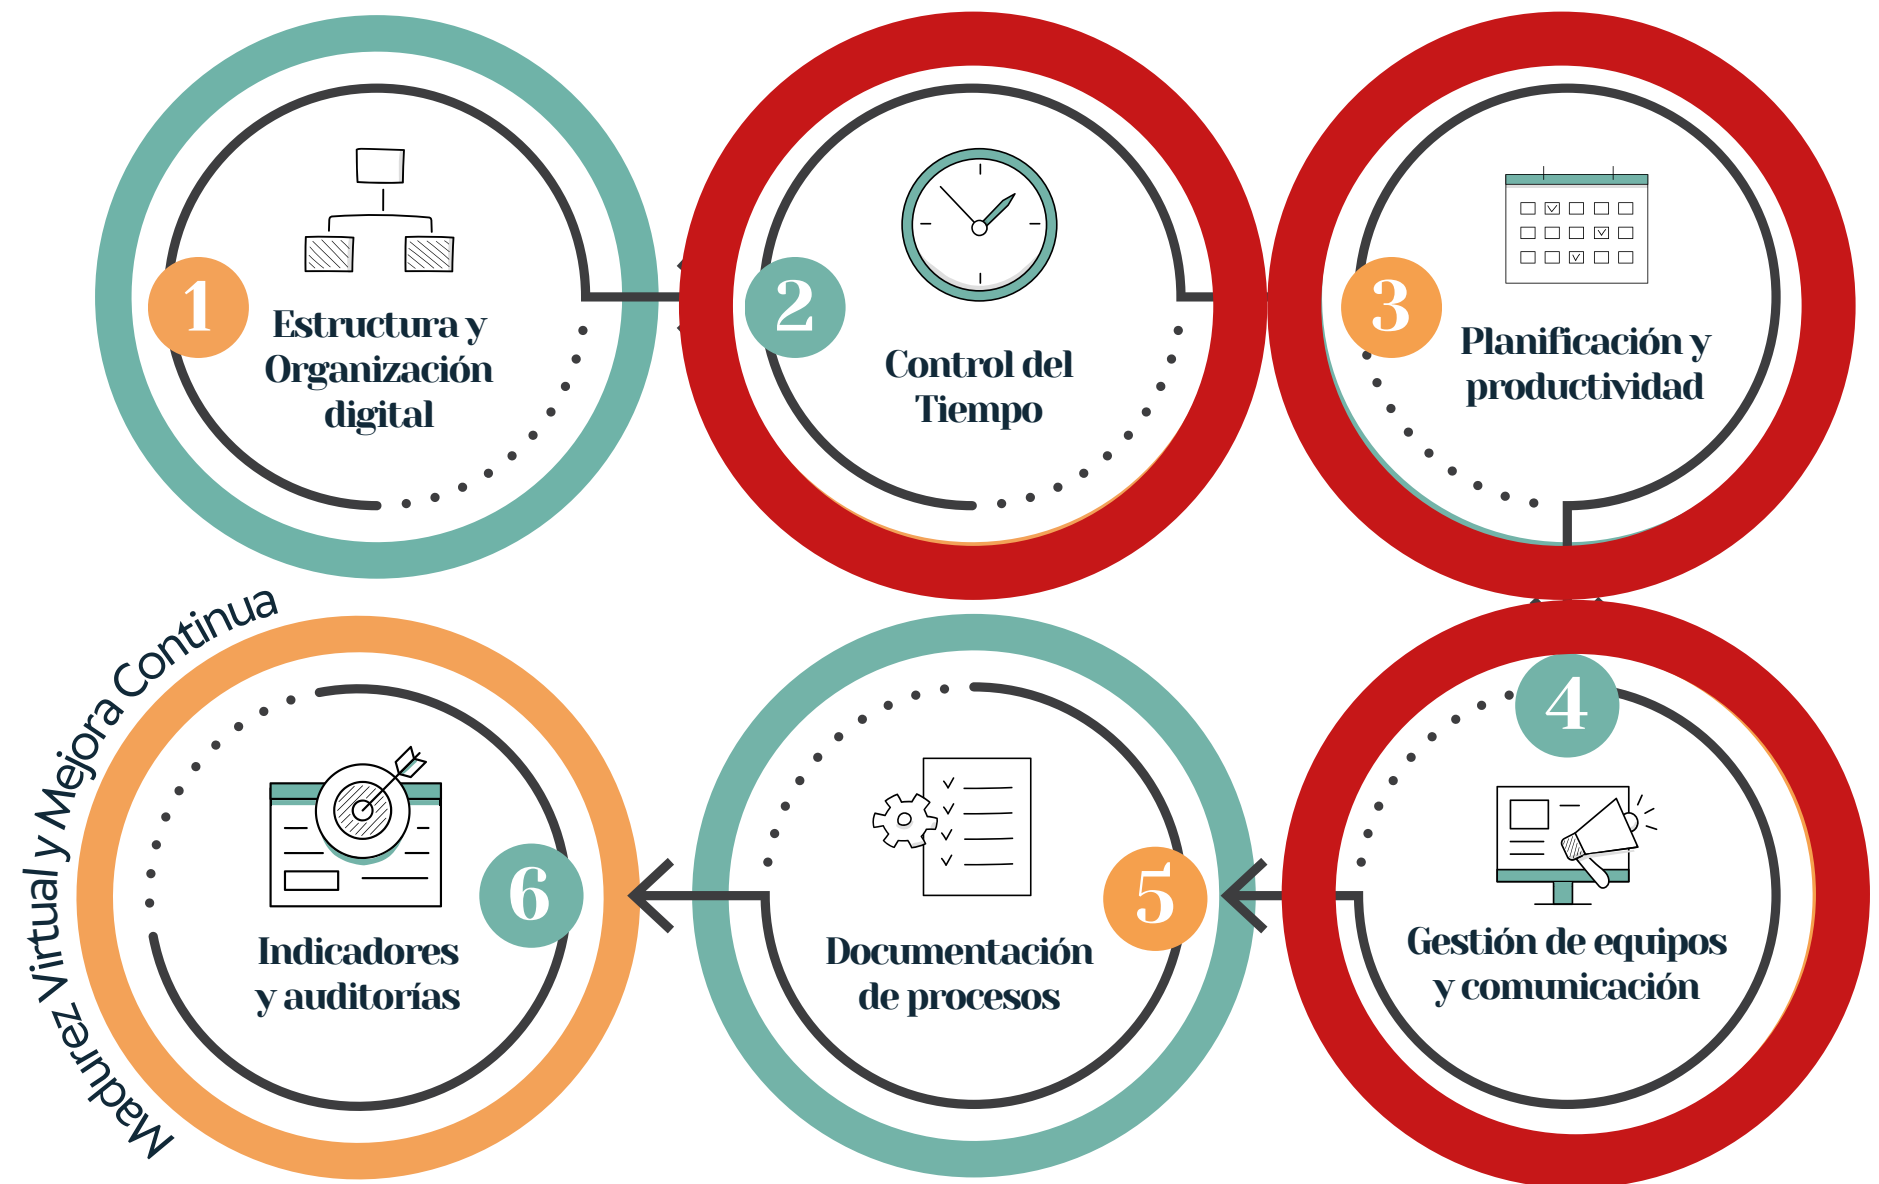 1
Estructura y
Organización
digital
2
Control del
Tiempo
3
Planificación y
productividad
4
Gestión de equipos
y comunicación
5
Documentación
de procesos
6
Indicadores
y auditorías
Madurez Virtual y Mejora Continua